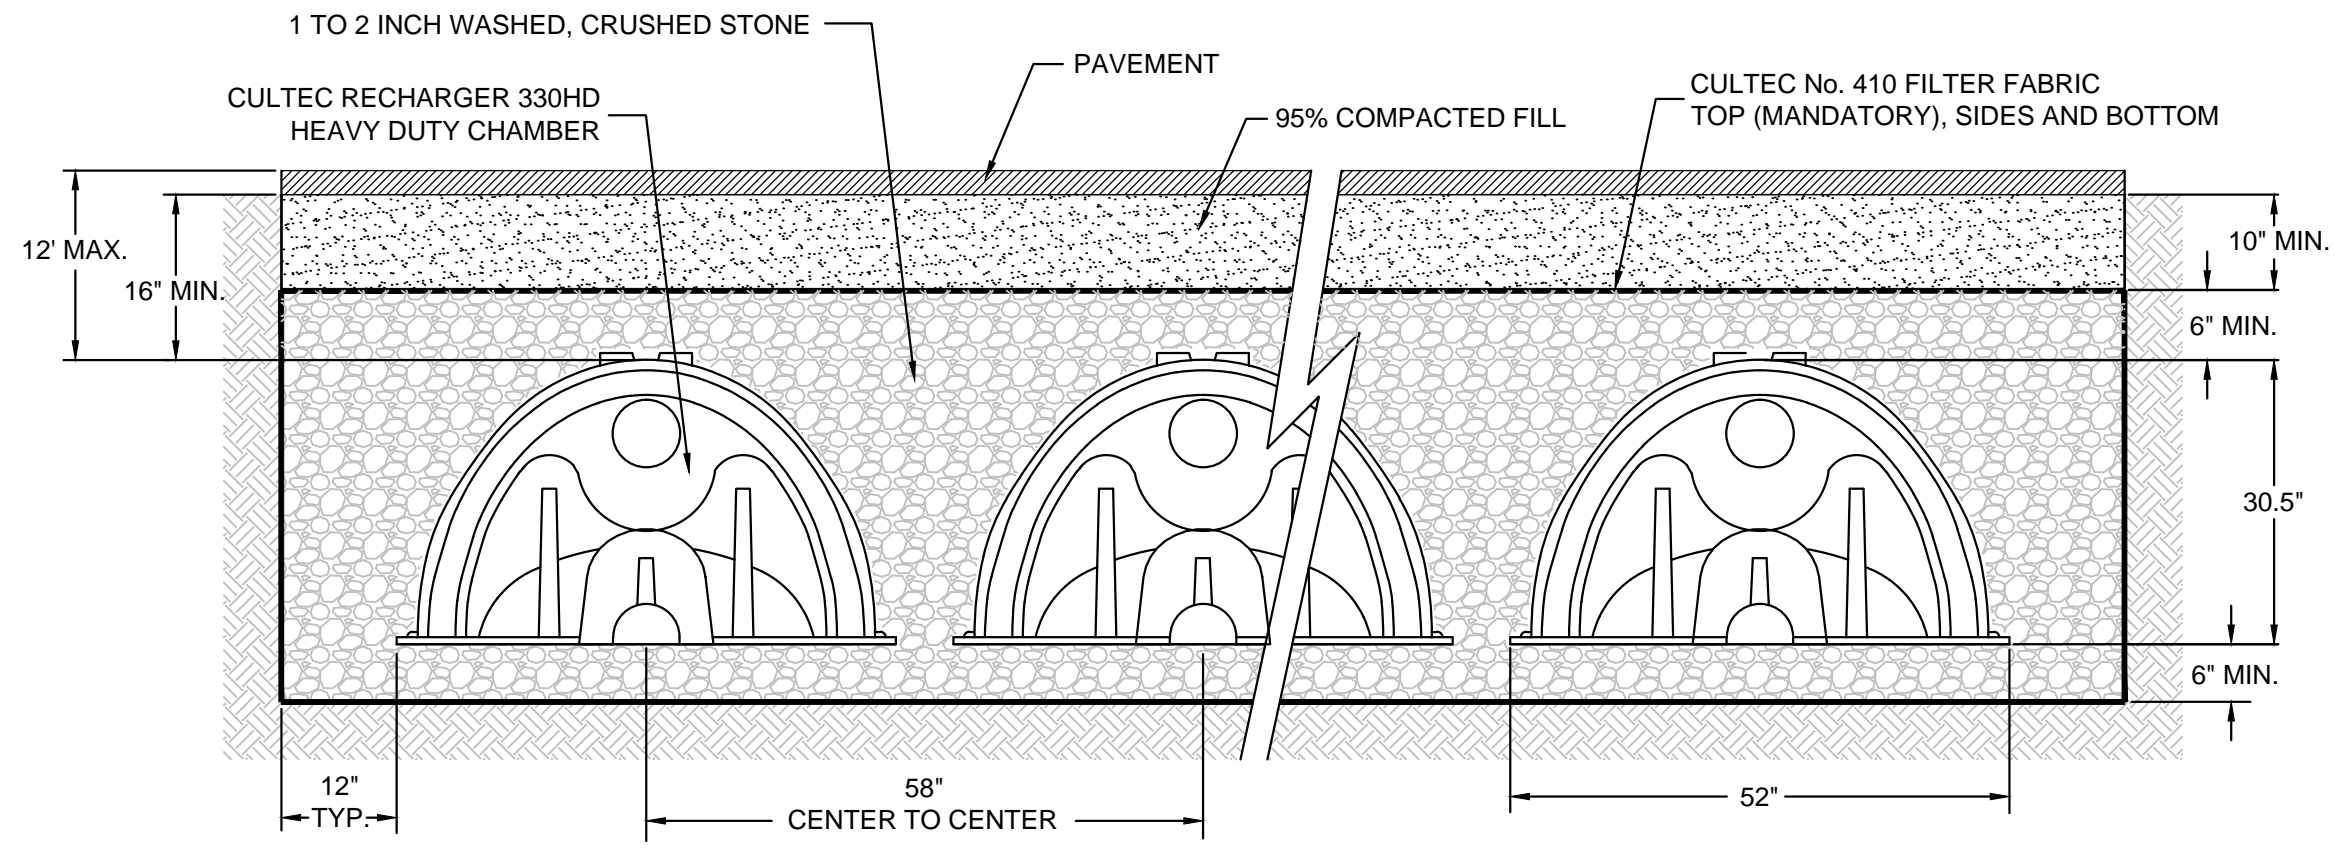 1 TO 2 INCH WASHED, CRUSHED STONE
PAVEMENT
CULTEC RECHARGER 330HD
HEAVY DUTY CHAMBER
95% COMPACTED FILL
CULTEC No. 410 FILTER FABRIC
TOP (MANDATORY), SIDES AND BOTTOM
12' MAX.
16" MIN.
10" MIN.
6" MIN.
30.5"
6" MIN.
12"
TYP.
58"
CENTER TO CENTER
52"